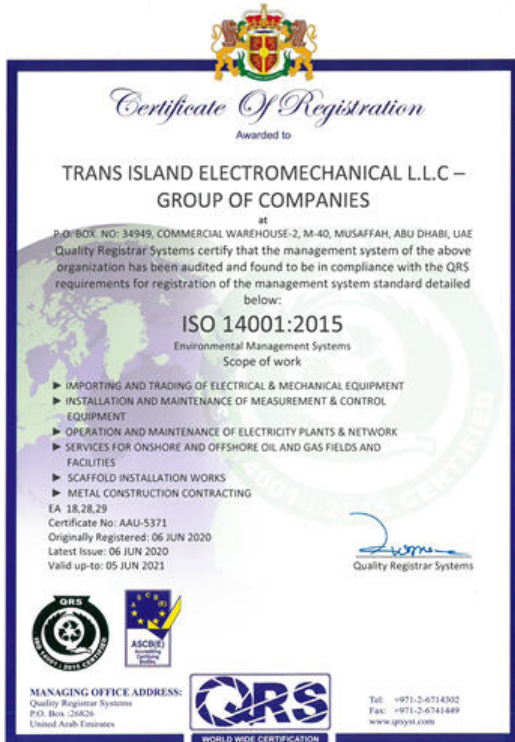 Certificate Of Registration
Awarded to
TRANS ISLAND ELECTROMECHANICAL L.L.C –
GROUP OF COMPANIES
at
P.O. BOX. NO: 34949, COMMERCIAL WAREHOUSE-2, M-40, MUSAFFAH, ABU DHABI, UAE
Quality Registrar Systems certify that the management system of the above
organization has been audited and found to be in compliance with the QRS
requirements for registration of the management system standard detailed
below:
ISO 14001:2015
Environmental Management Systems
Scope of work
► IMPORTING AND TRADING OF ELECTRICAL & MECHANICAL EQUIPMENT
► INSTALLATION AND MAINTENANCE OF MEASUREMENT & CONTROL
EQUIPMENT
► OPERATION AND MAINTENANCE OF ELECTRICITY PLANTS & NETWORK
► SERVICES FOR ONSHORE AND OFFSHORE OIL AND GAS FIELDS AND
FACILITIES
► SCAFFOLD INSTALLATION WORKS
► METAL CONSTRUCTION CONTRACTING
EA 18,28,29
Certificate No: AAU-5371
Originally Registered: 06 JUN 2020
Latest Issue: 06 JUN 2020
Valid up-to: 05 JUN 2021
Quality Registrar Systems
QRS
ISO 14001:2015 CERTIFIED
ASCB(E)
ASCB(E)
Accrediting
Certifying
Bodies
MANAGING OFFICE ADDRESS:
Quality Registrar Systems
P.O. Box :26826
United Arab Emirates
QRS
WORLD WIDE CERTIFICATION
Tel: +971-2-6714302
Fax: +971-2-6741449
www.qrsyst.com